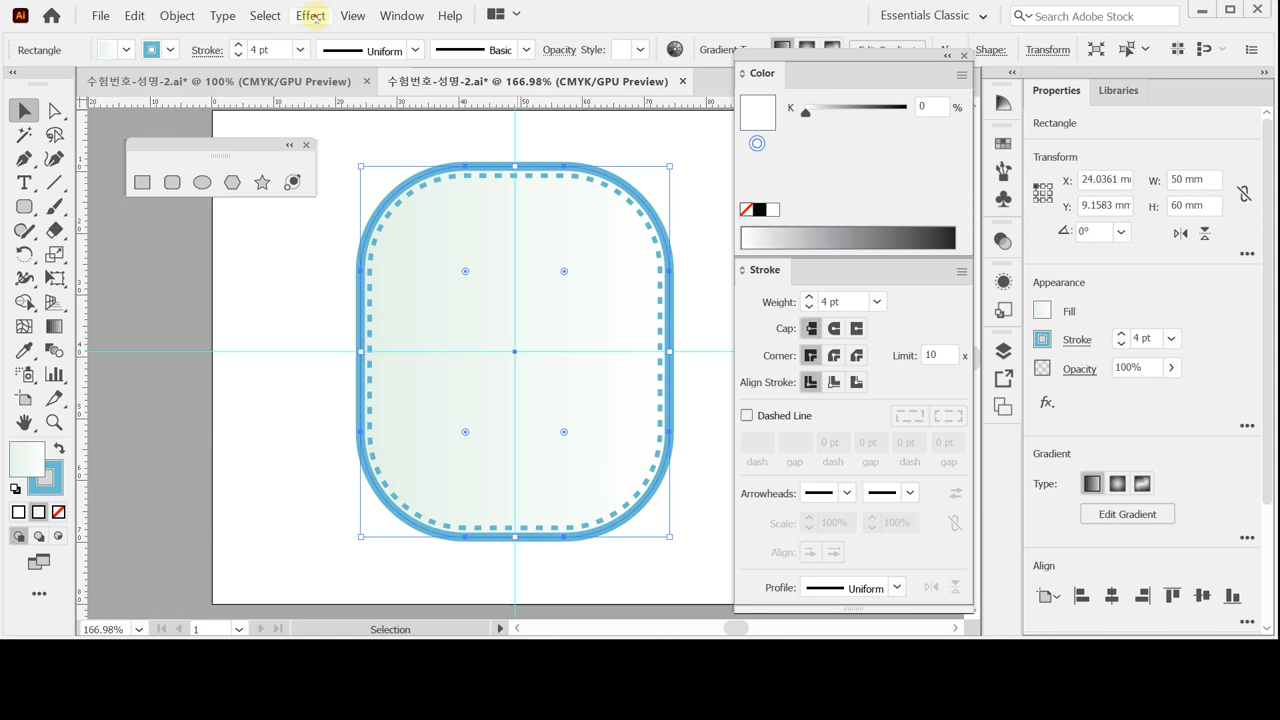 Ai File Edit Object Type Select Effect View Window Help Essentials Classic Search Adobe Stock
Rectangle Stroke: 4 pt Uniform Basic Opacity Style: Shape: Transform
수험번호-성명-2.ai* @ 100% (CMYK/GPU Preview) 수험번호-성명-2.ai* @ 166.98% (CMYK/GPU Preview)
Color
K 0 %
Stroke
Weight: 4 pt
Cap:
Corner: Limit: 10 x
Align Stroke:
Dashed Line
0 pt 0 pt 0 pt
dash gap dash gap dash gap
Arrowheads:
Scale: 100% 100%
Align:
Profile: Uniform
Properties Libraries
Rectangle
Transform
X: 24.0361 mm W: 50 mm
Y: 9.1583 mm H: 60 mm
0°
Appearance
Fill
Stroke 4 pt
Opacity 100%
fx
Gradient
Type:
Edit Gradient
Align
166.98% 1 Selection